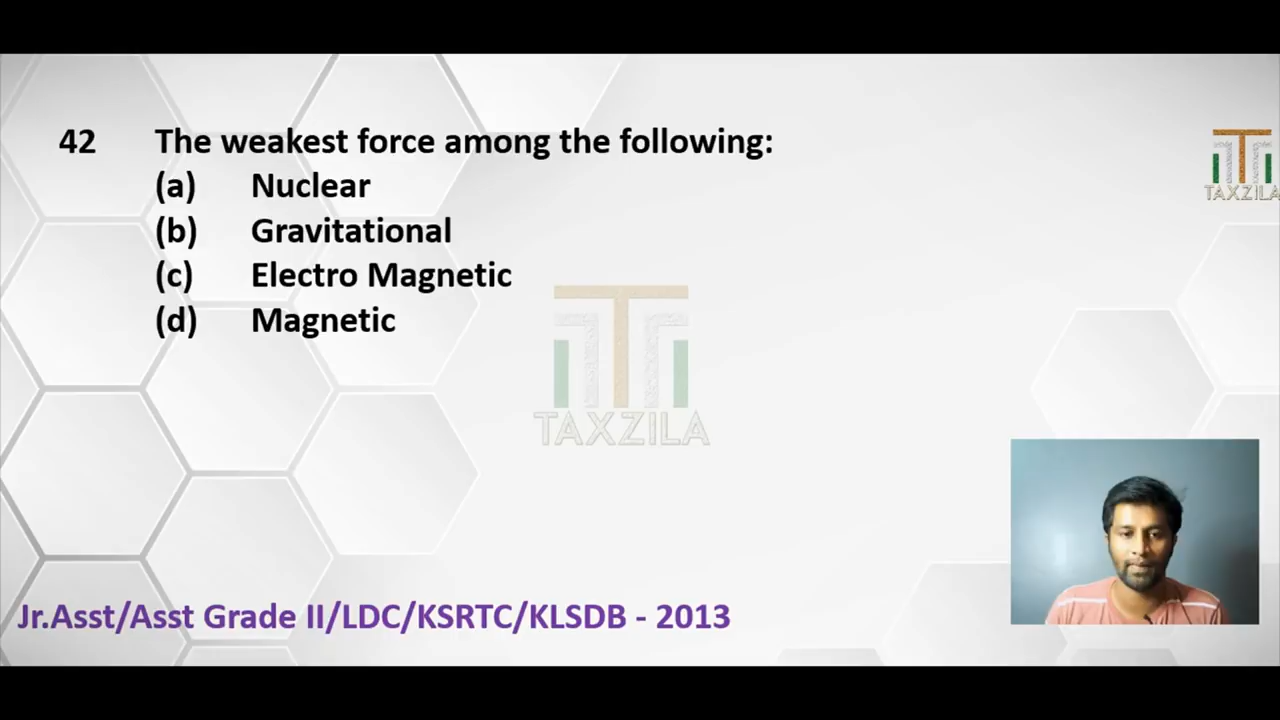 42 The weakest force among the following:
(a) Nuclear
(b) Gravitational
(c) Electro Magnetic
(d) Magnetic
TAXZILA
TAXZILA
Jr.Asst/Asst Grade II/LDC/KSRTC/KLSDB - 2013